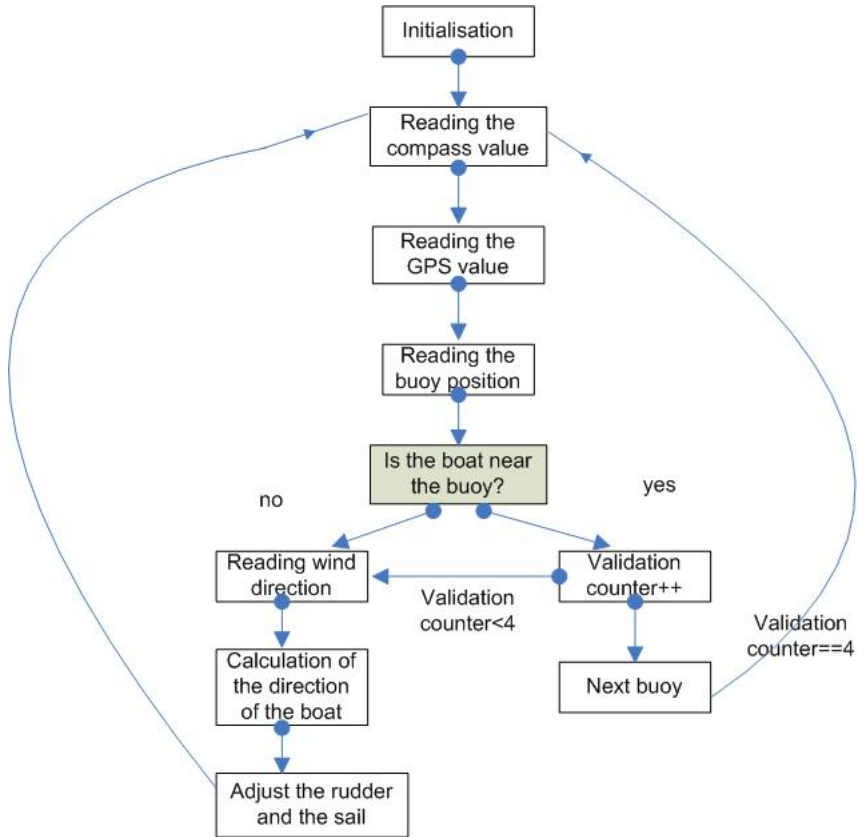 Initialisation
Reading the
compass value
Reading the
GPS value
Reading the
buoy position
Is the boat near
the buoy?
no
yes
Reading wind
direction
Validation
counter++
Validation
counter<4
Validation
counter==4
Calculation of
the direction
of the boat
Next buoy
Adjust the rudder
and the sail